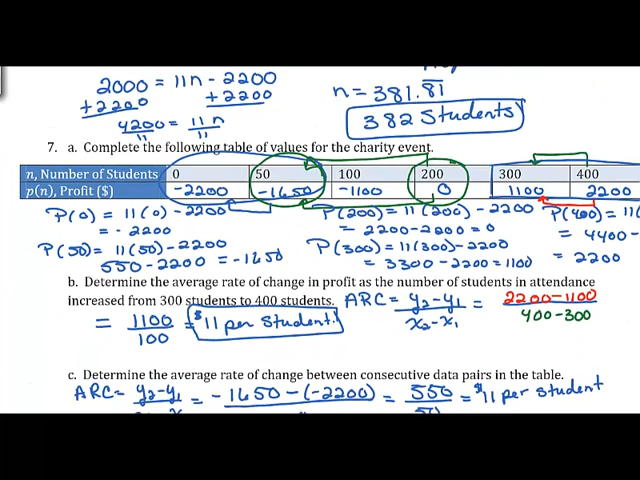 2000 = 11n - 2200
+2200 +2200
4200 = 11n
11 11
n = 381.81
382 Students
7. a. Complete the following table of values for the charity event.
n, Number of Students 0 50 100 200 300 400
p(n), Profit ($) -2200 -1650 -1100 0 1100 2200
P(0) = 11(0) - 2200
= -2200
P(50) = 11(50) - 2200
550 - 2200 = -1650
P(200) = 11(200) - 2200
= 2200 - 2200 = 0
P(300) = 11(300) - 2200
= 3300 - 2200 = 1100
P(400) = 11(
= 4400 -
= 2200
b. Determine the average rate of change in profit as the number of students in attendance
increased from 300 students to 400 students. ARC = y2-y1 / x2-x1 = 2200-1100 / 400-300
= 1100 / 100 = $11 per Student.
c. Determine the average rate of change between consecutive data pairs in the table.
ARC = y2-y1 = -1650 - (-2200) = 550 = $11 per student